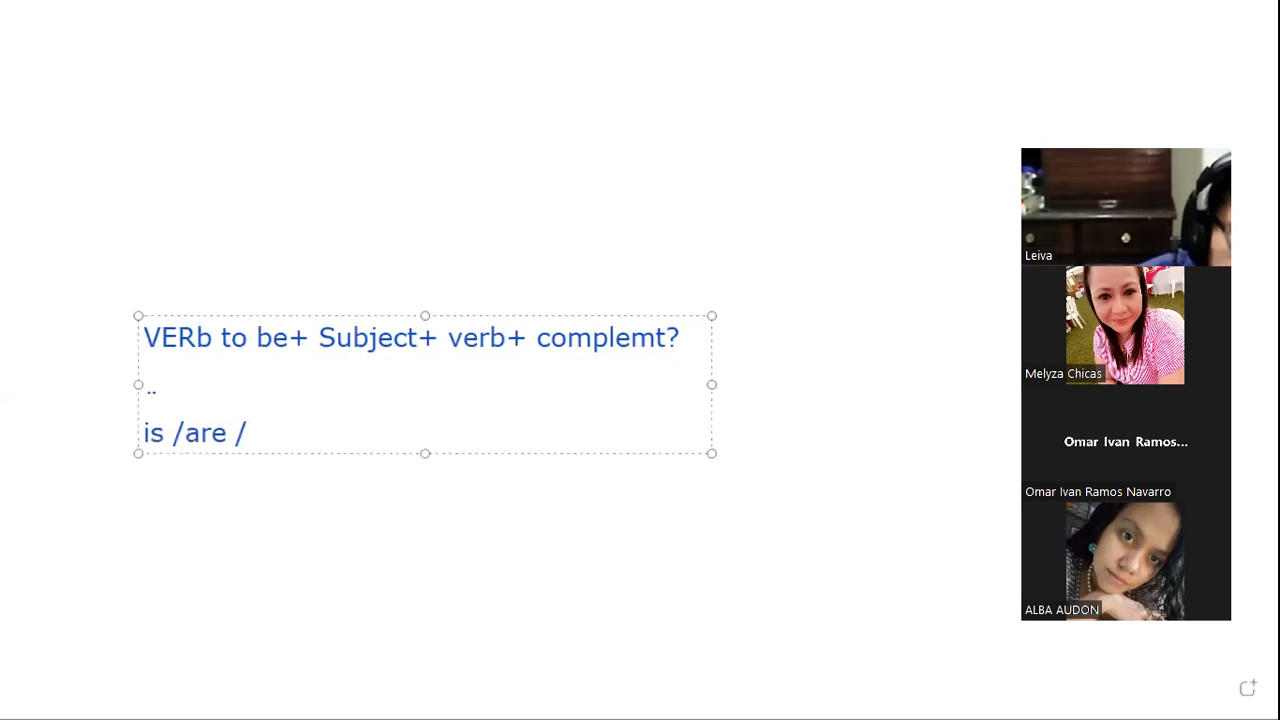 VERb to be+ Subject+ verb+ complemt?
..
is /are /
Leiva
Melyza Chicas
Omar Ivan Ramos...
Omar Ivan Ramos Navarro
ALBA AUDON